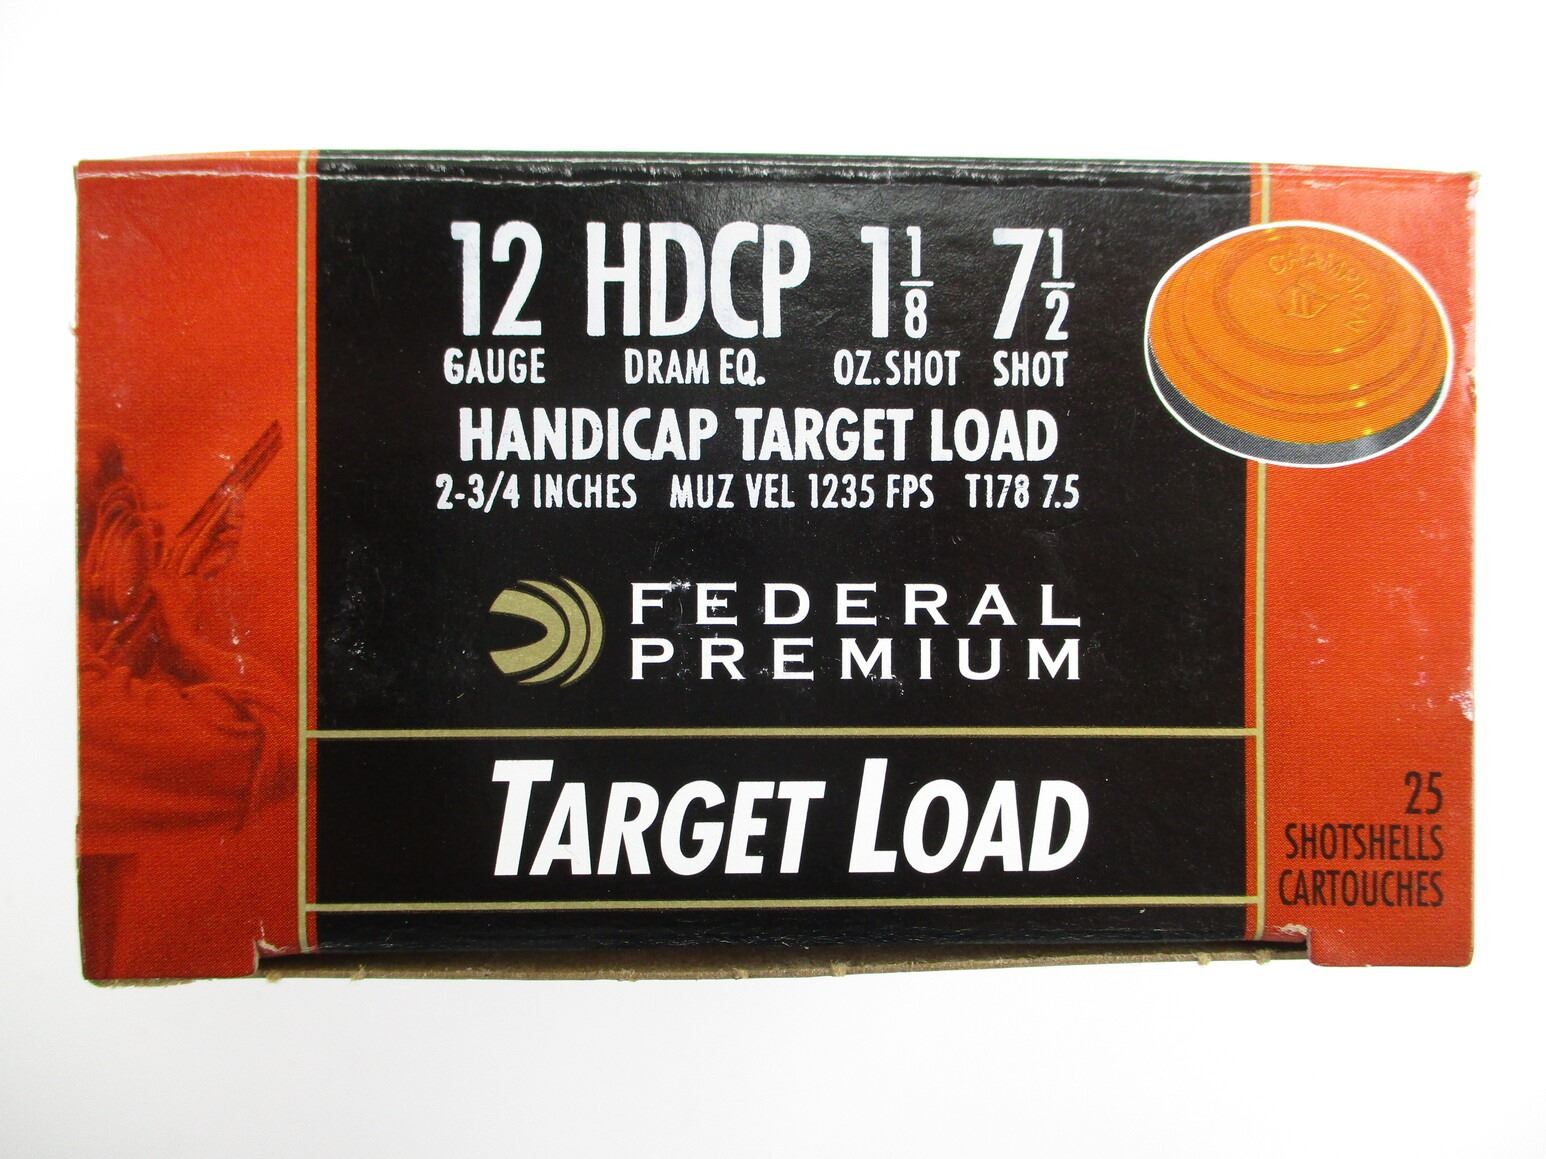 12 HDCP 1 1/8 7 1/2
GAUGE DRAM EQ. OZ. SHOT SHOT
HANDICAP TARGET LOAD
2-3/4 INCHES MUZ VEL 1235 FPS T178 7.5
CHAMPION
FEDERAL
PREMIUM
TARGET LOAD
25
SHOTSHELLS
CARTOUCHES